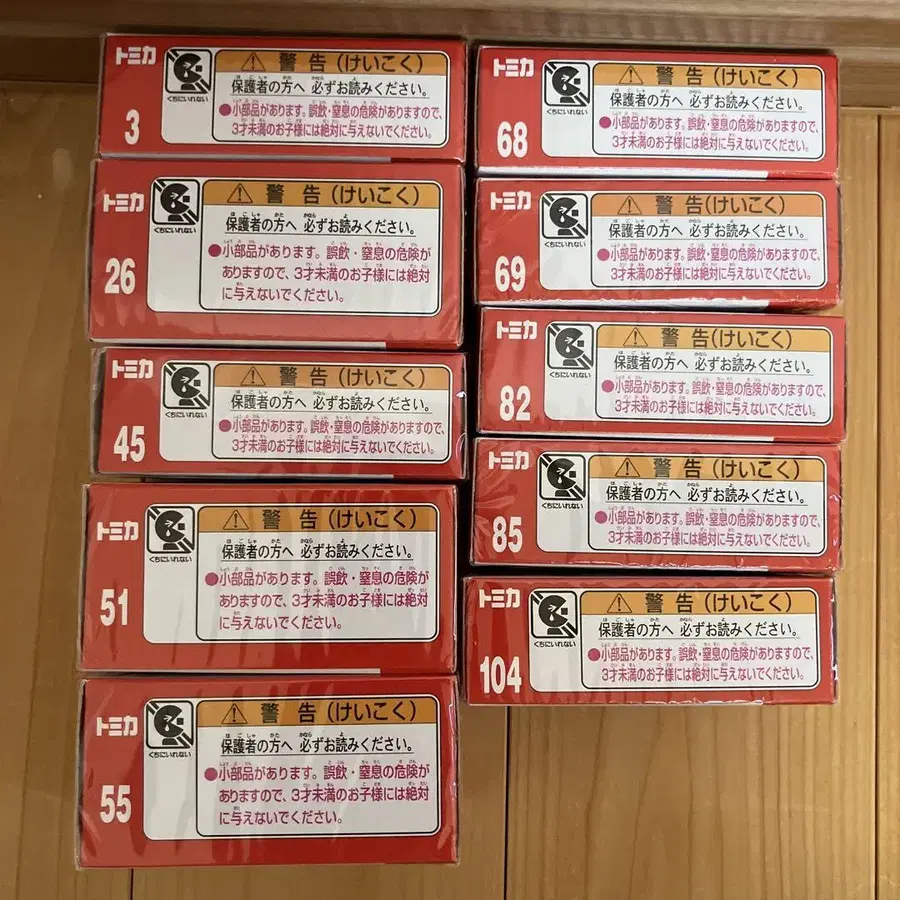 トミカ
3
くちにいれない
警告(けいこく)
保護者の方へ 必ずお読みください。
●小部品があります。誤飲・窒息の危険がありますので、
3才未満のお子様には絶対に与えないでください。
トミカ
26
くちにいれない
警告(けいこく)
保護者の方へ 必ずお読みください。
●小部品があります。誤飲・窒息の危険が
ありますので、3才未満のお子様には絶対
に与えないでください。
トミカ
45
くちにいれない
警告(けいこく)
保護者の方へ 必ずお読みください。
●小部品があります。誤飲・窒息の危険がありますので、
3才未満のお子様には絶対に与えないでください。
トミカ
51
くちにいれない
警告(けいこく)
保護者の方へ 必ずお読みください。
●小部品があります。誤飲・窒息の危険が
ありますので、3才未満のお子様には絶対
に与えないでください。
トミカ
55
くちにいれない
警告(けいこく)
保護者の方へ 必ずお読みください。
●小部品があります。誤飲・窒息の危険が
ありますので、3才未満のお子様には絶対
に与えないでください。
トミカ
68
くちにいれない
警告(けいこく)
保護者の方へ 必ずお読みください。
●小部品があります。誤飲・窒息の危険がありますので、
3才未満のお子様には絶対に与えないでください。
トミカ
69
くちにいれない
警告(けいこく)
保護者の方へ 必ずお読みください。
●小部品があります。誤飲・窒息の危険がありますので、
3才未満のお子様には絶対に与えないでください。
トミカ
82
くちにいれない
警告(けいこく)
保護者の方へ 必ずお読みください。
●小部品があります。誤飲・窒息の危険がありますので、
3才未満のお子様には絶対に与えないでください。
トミカ
85
くちにいれない
警告(けいこく)
保護者の方へ 必ずお読みください。
●小部品があります。誤飲・窒息の危険がありますので、
3才未満のお子様には絶対に与えないでください。
トミカ
104
くちにいれない
警告(けいこく)
保護者の方へ 必ずお読みください。
●小部品があります。誤飲・窒息の危険がありますので、
3才未満のお子様には絶対に与えないでください。